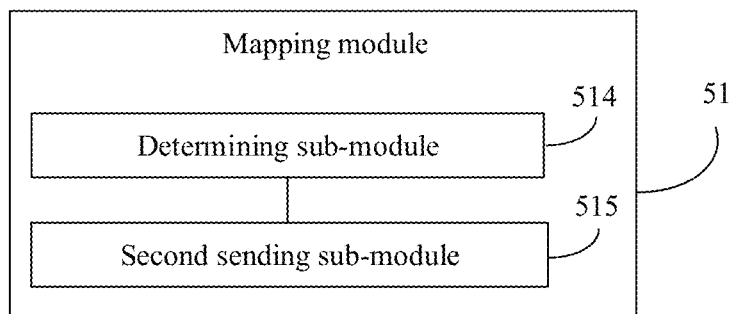 Mapping module
514
51
Determining sub-module
515
Second sending sub-module